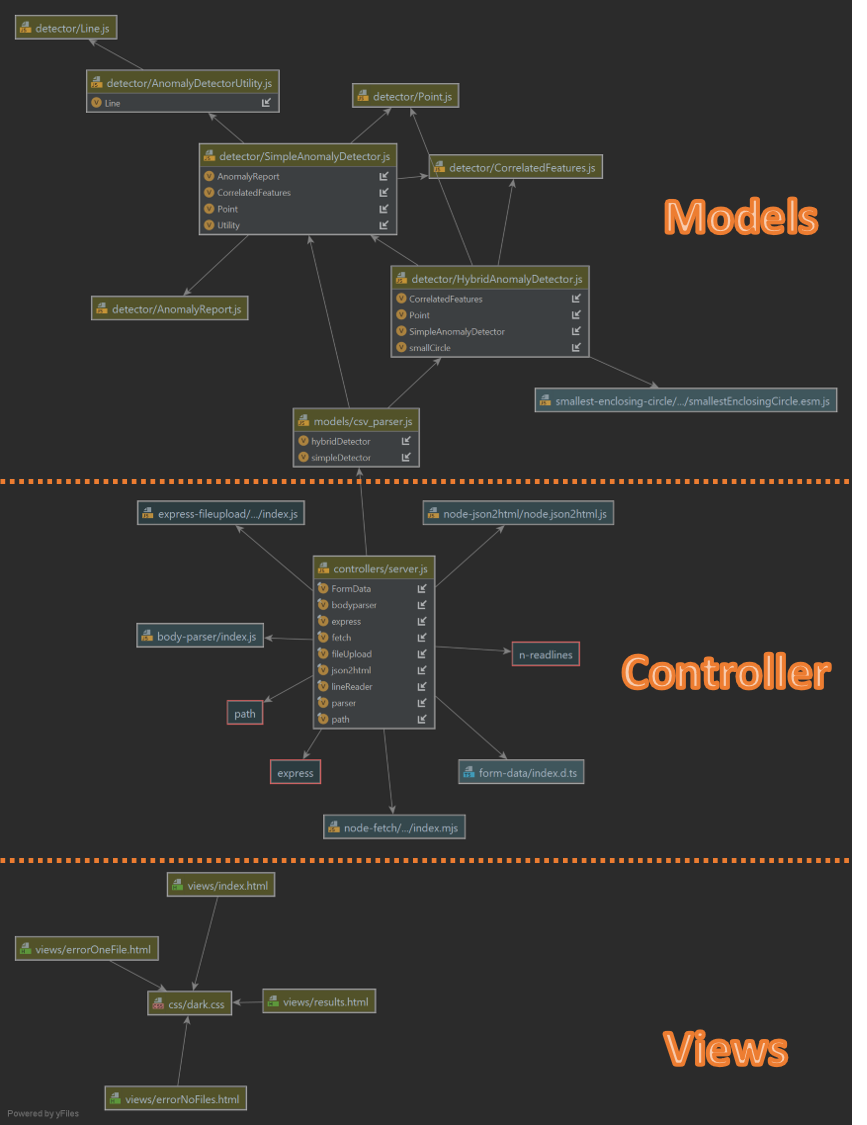 detector/Line.js
detector/AnomalyDetectorUtility.js
Line
detector/Point.js
detector/SimpleAnomalyDetector.js
AnomalyReport
CorrelatedFeatures
Point
Utility
detector/CorrelatedFeatures.js
Models
detector/HybridAnomalyDetector.js
CorrelatedFeatures
Point
SimpleAnomalyDetector
smallCircle
detector/AnomalyReport.js
smallest-enclosing-circle/.../smallestEnclosingCircle.esm.js
models/csv_parser.js
hybridDetector
simpleDetector
express-fileupload/.../index.js
node-json2html/node.json2html.js
controllers/server.js
FormData
bodyparser
express
fetch
fileUpload
json2html
lineReader
parser
path
body-parser/index.js
n-readlines
Controller
path
express
form-data/index.d.ts
node-fetch/.../index.mjs
views/index.html
views/errorOneFile.html
css/dark.css
views/results.html
Views
views/errorNoFiles.html
Powered by yFiles